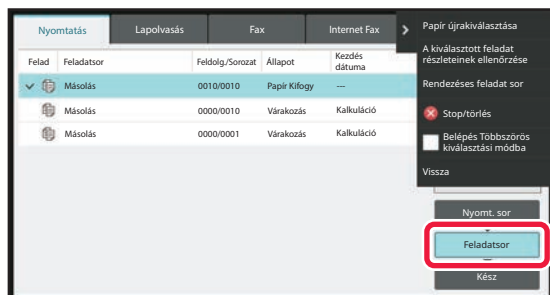 Nyomtatás
Lapolvasás
Fax
Internet Fax
Felad
Feladatsor
Feldolg./Sorozat
Állapot
Kezdés
dátuma
Másolás
0010/0010
Papír Kifogy
---
Másolás
0000/0010
Várakozás
Kalkuláció
Másolás
0000/0001
Várakozás
Kalkuláció
Papír újrakiválasztása
A kiválasztott feladat
részleteinek ellenőrzése
Rendezéses feladat sor
Stop/törlés
Belépés Többszörös
kiválasztási módba
Vissza
Nyomt. sor
Feladatsor
Kész